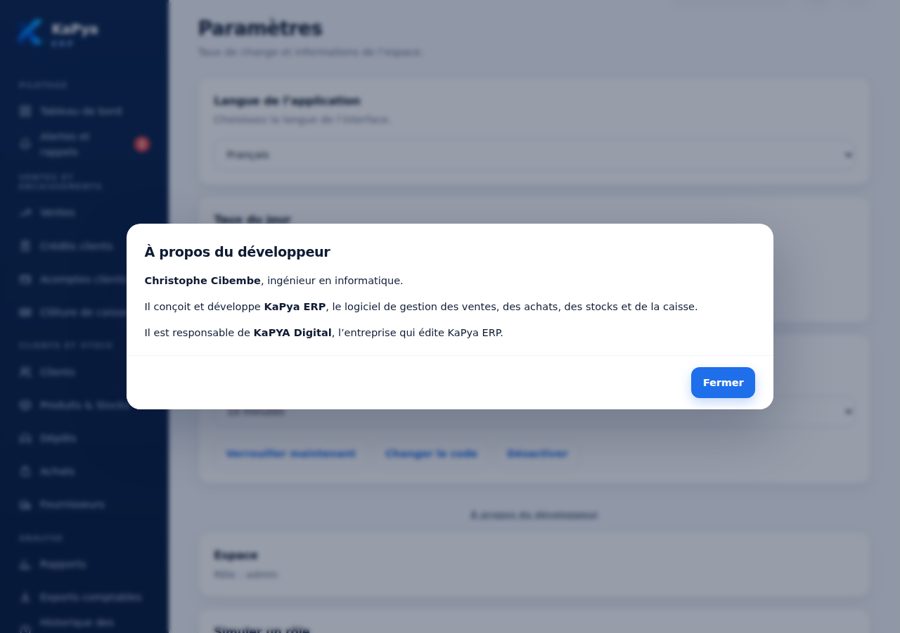 KaPya
ERP
PILOTAGE
Tableau de bord
Alertes et
rappels
VENTES ET
ENCAISSEMENTS
Ventes
Crédits clients
Acomptes clients
Clôture de caisse
CLIENTS ET STOCK
Clients
Produits & Stocks
Dépôts
Achats
Fournisseurs
ANALYSE
Rapports
Exports comptables
Historique des
Paramètres
Taux de change et informations de l'espace.
Langue de l'application
Choisissez la langue de l'interface.
Français
Taux du jour
À propos du développeur
Christophe Cibembe, ingénieur en informatique.
Il conçoit et développe KaPya ERP, le logiciel de gestion des ventes, des achats, des stocks et de la caisse.
Il est responsable de KaPYA Digital, l’entreprise qui édite KaPya ERP.
Fermer
Verrouiller maintenant
Changer le code
Désactiver
À propos du développeur
Espace
Rôle : admin
Simuler un rôle